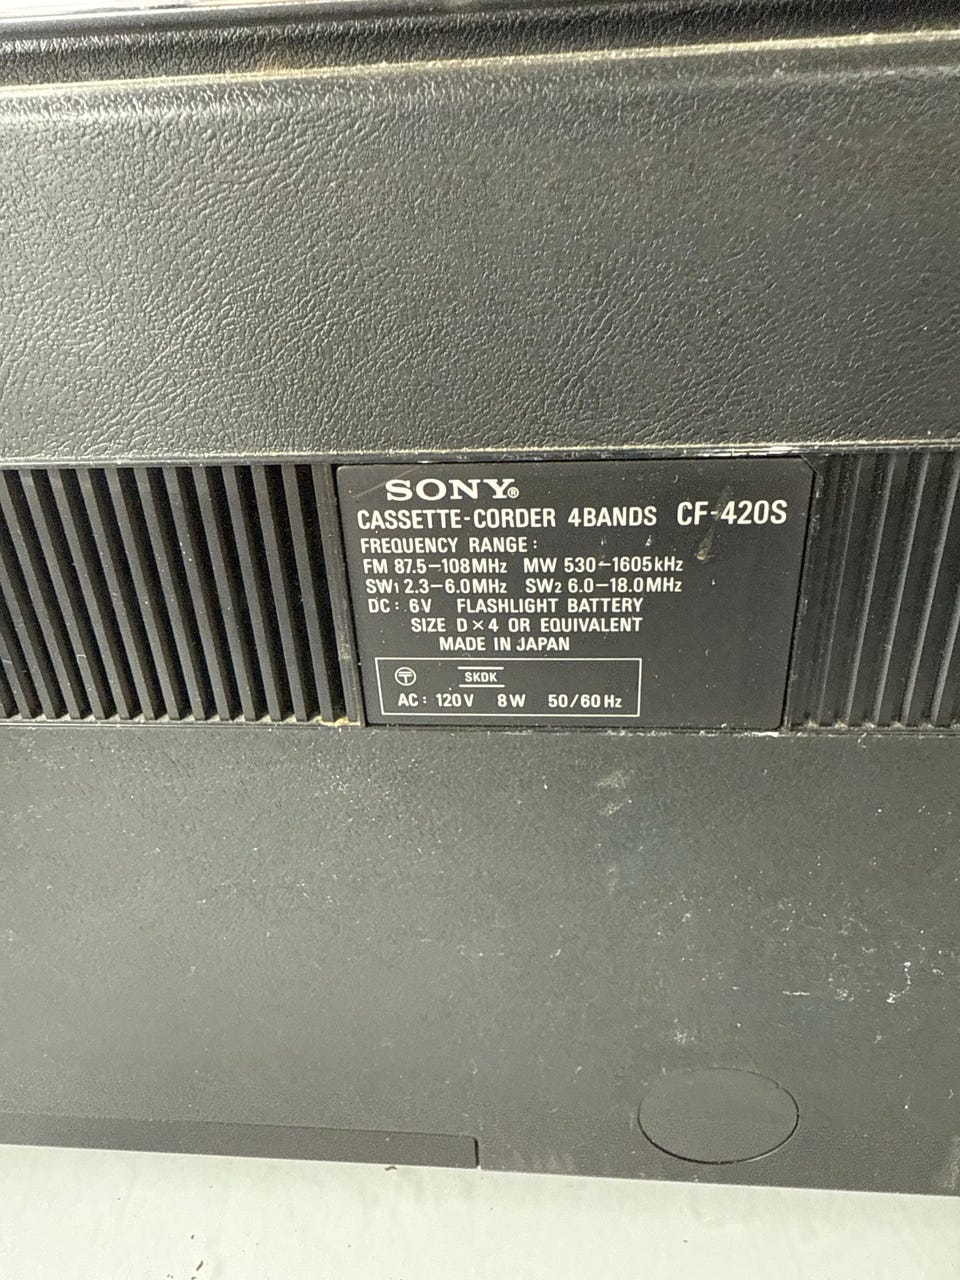 SONY®
CASSETTE-CORDER 4BANDS CF-420S
FREQUENCY RANGE:
FM 87.5–108MHz MW 530–1605kHz
SW1 2.3–6.0MHz SW2 6.0–18.0MHz
DC: 6V FLASHLIGHT BATTERY
SIZE D×4 OR EQUIVALENT
MADE IN JAPAN
〶 SKDK
AC: 120V 8W 50/60Hz